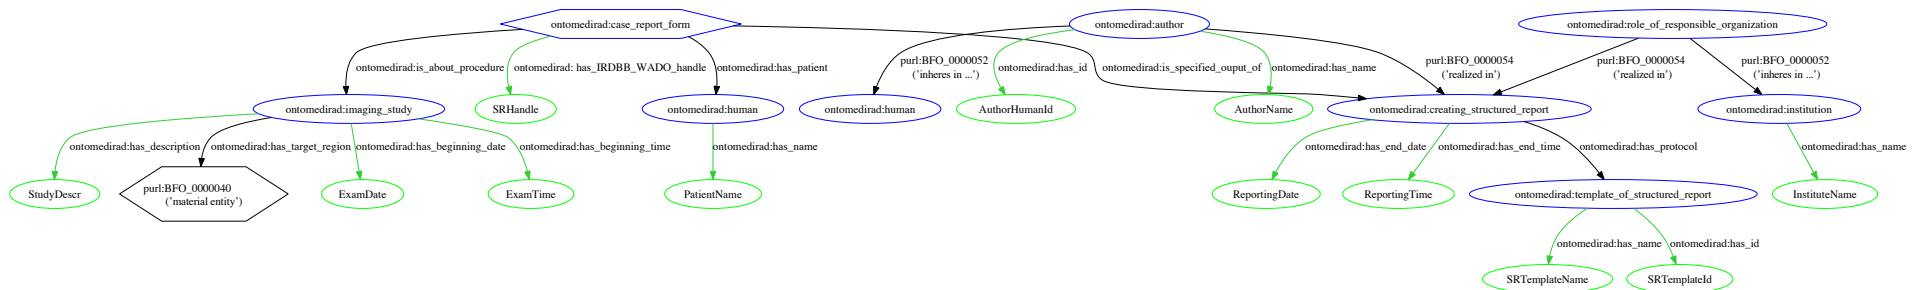 ontomedirad:case_report_form
ontomedirad:author
ontomedirad:role_of_responsible_organization
ontomedirad:is_about_procedure
ontomedirad: has_IRDBB_WADO_handle
ontomedirad:has_patient
purl:BFO_0000052
('inheres in ...')
ontomedirad:has_id
ontomedirad:is_specified_ouput_of
ontomedirad:has_name
purl:BFO_0000054
('realized in')
purl:BFO_0000054
('realized in')
purl:BFO_0000052
('inheres in ...')
ontomedirad:imaging_study
SRHandle
ontomedirad:human
ontomedirad:human
AuthorHumanId
AuthorName
ontomedirad:creating_structured_report
ontomedirad:institution
ontomedirad:has_description
ontomedirad:has_target_region
ontomedirad:has_beginning_date
ontomedirad:has_beginning_time
ontomedirad:has_name
ontomedirad:has_end_date
ontomedirad:has_end_time
ontomedirad:has_protocol
ontomedirad:has_name
StudyDescr
purl:BFO_0000040
('material entity')
ExamDate
ExamTime
PatientName
ReportingDate
ReportingTime
ontomedirad:template_of_structured_report
InstituteName
ontomedirad:has_name
ontomedirad:has_id
SRTemplateName
SRTemplateId